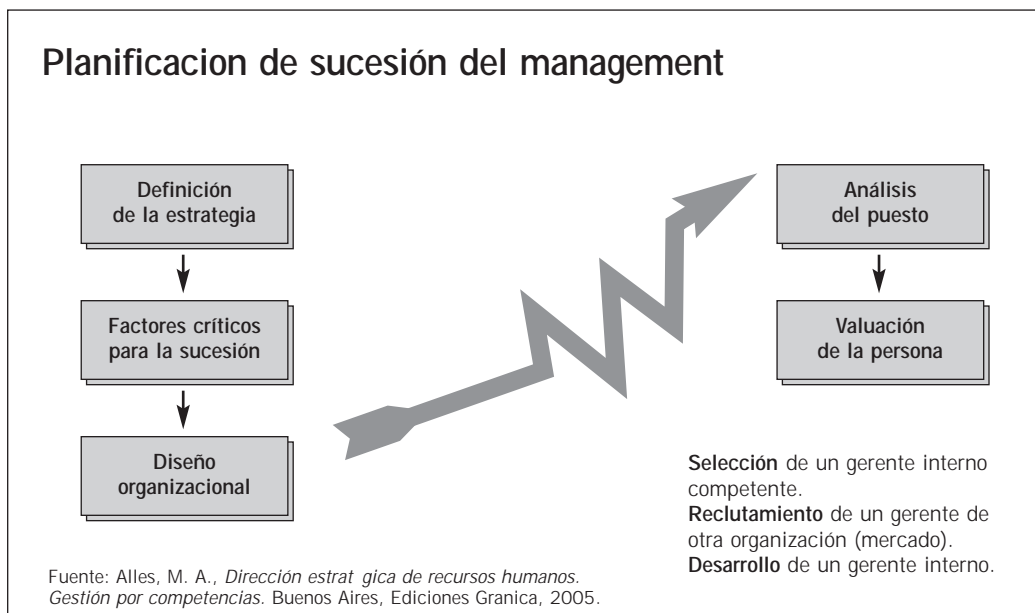 Planificacion de sucesión del management
Definición
de la estrategia
Factores críticos
para la sucesión
Diseño
organizacional
Análisis
del puesto
Valuación
de la persona
Selección de un gerente interno
competente.
Reclutamiento de un gerente de
otra organización (mercado).
Desarrollo de un gerente interno.
Fuente: Alles, M. A., Dirección estrat gica de recursos humanos.
Gestión por competencias. Buenos Aires, Ediciones Granica, 2005.